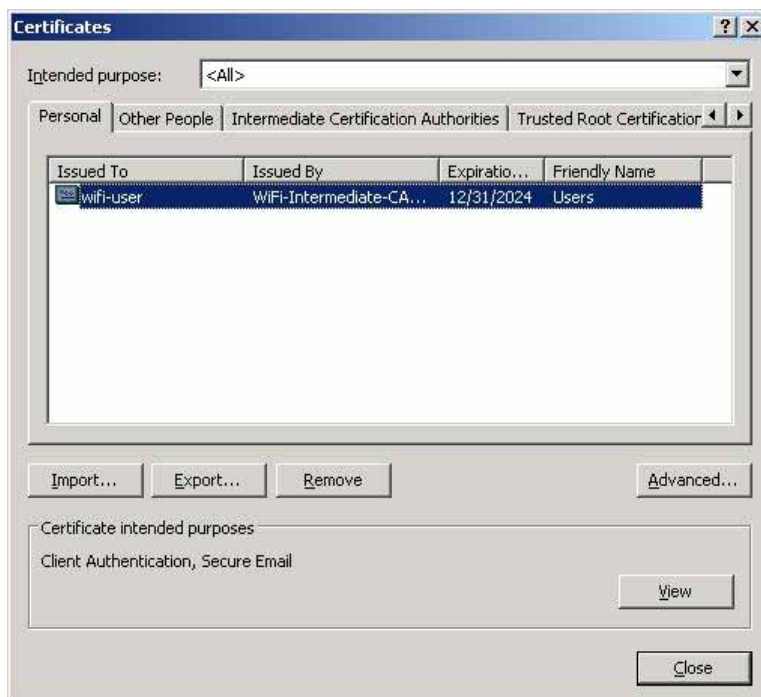 Certificates
Intended purpose: <All>
Personal Other People Intermediate Certification Authorities Trusted Root Certification
Issued To Issued By Expiratio... Friendly Name
wifi-user WiFi-Intermediate-CA... 12/31/2024 Users
Import... Export... Remove Advanced...
Certificate intended purposes
Client Authentication, Secure Email
View
Close